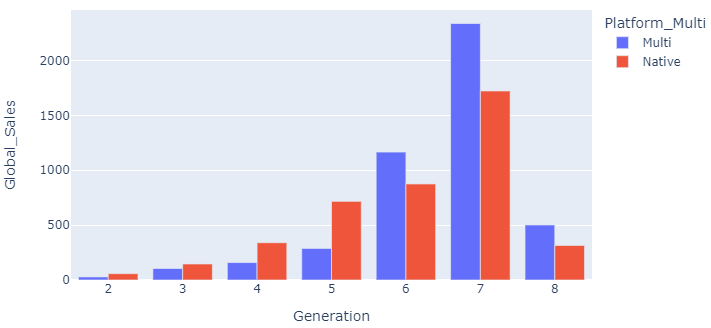 Platform_Multi
Multi
Native
Global_Sales
2000
1500
1000
500
0
2 3 4 5 6 7 8
Generation